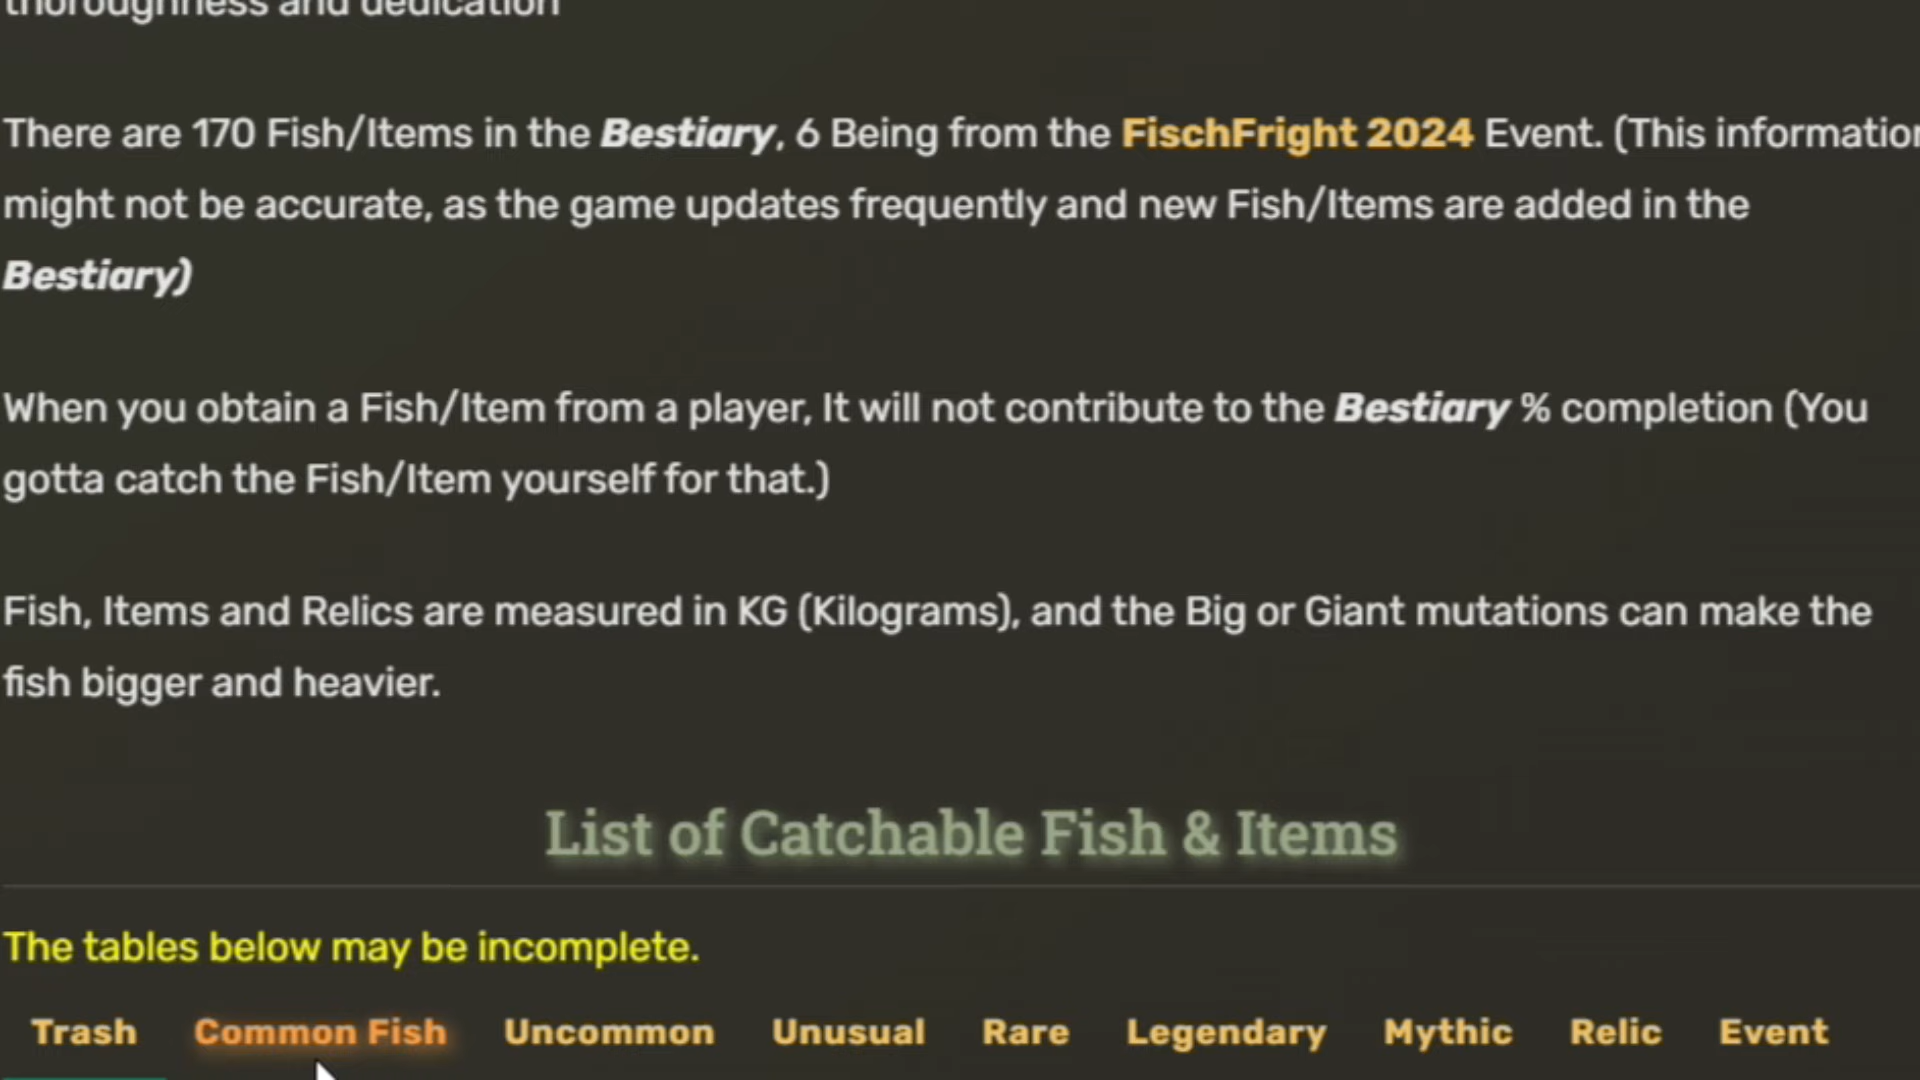 thoroughness and dedication
There are 170 Fish/Items in the Bestiary, 6 Being from the FischFright 2024 Event. (This information
might not be accurate, as the game updates frequently and new Fish/Items are added in the
Bestiary)
When you obtain a Fish/Item from a player, It will not contribute to the Bestiary % completion (You
gotta catch the Fish/Item yourself for that.)
Fish, Items and Relics are measured in KG (Kilograms), and the Big or Giant mutations can make the
fish bigger and heavier.
List of Catchable Fish & Items
The tables below may be incomplete.
Trash Common Fish Uncommon Unusual Rare Legendary Mythic Relic Event